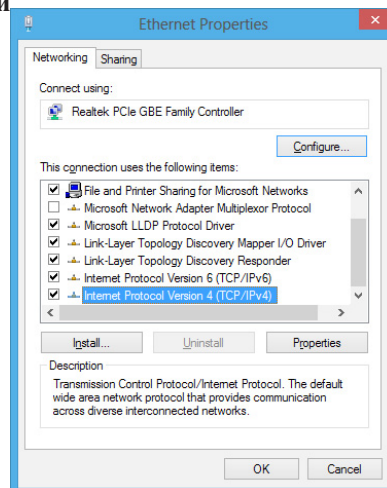 и
Ethernet Properties
Networking Sharing
Connect using:
Realtek PCIe GBE Family Controller
Configure...
This connection uses the following items:
File and Printer Sharing for Microsoft Networks
Microsoft Network Adapter Multiplexor Protocol
Microsoft LLDP Protocol Driver
Link-Layer Topology Discovery Mapper I/O Driver
Link-Layer Topology Discovery Responder
Internet Protocol Version 6 (TCP/IPv6)
Internet Protocol Version 4 (TCP/IPv4)
Install... Uninstall Properties
Description
Transmission Control Protocol/Internet Protocol. The default
wide area network protocol that provides communication
across diverse interconnected networks.
OK Cancel